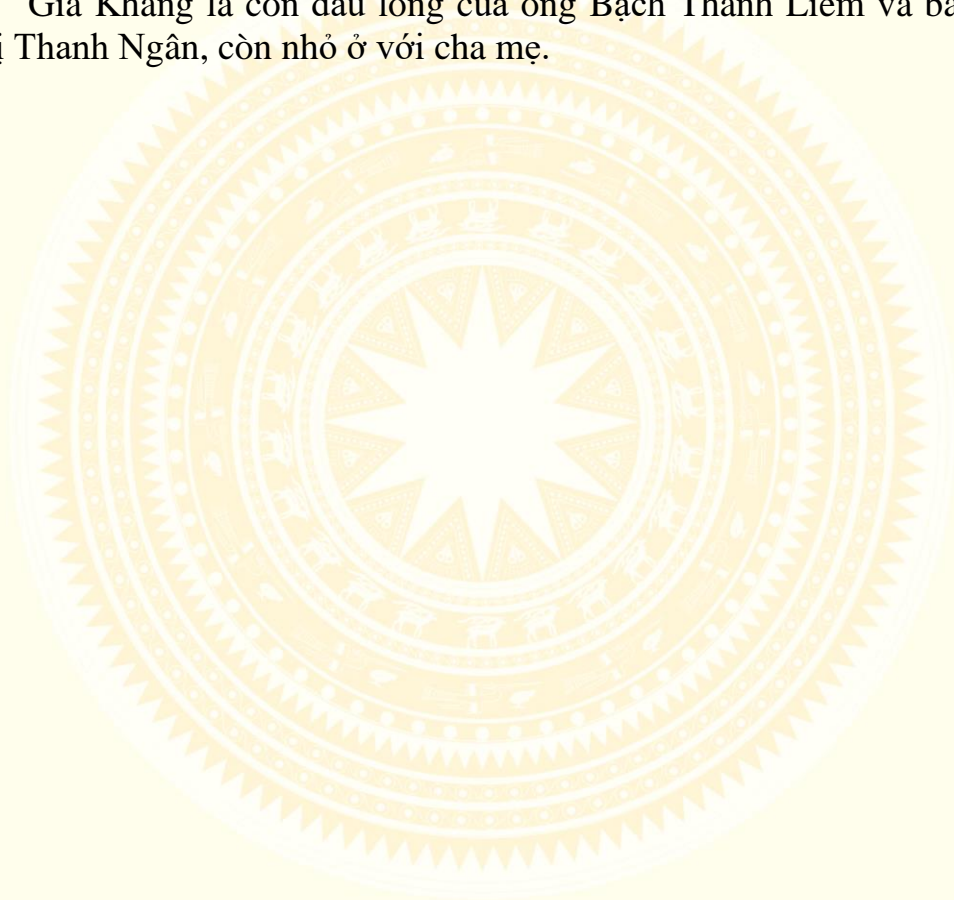 Gia Khang là con đầu lòng của ông Bạch Thanh Liêm và bà
ị Thanh Ngân, còn nhỏ ở với cha mẹ.